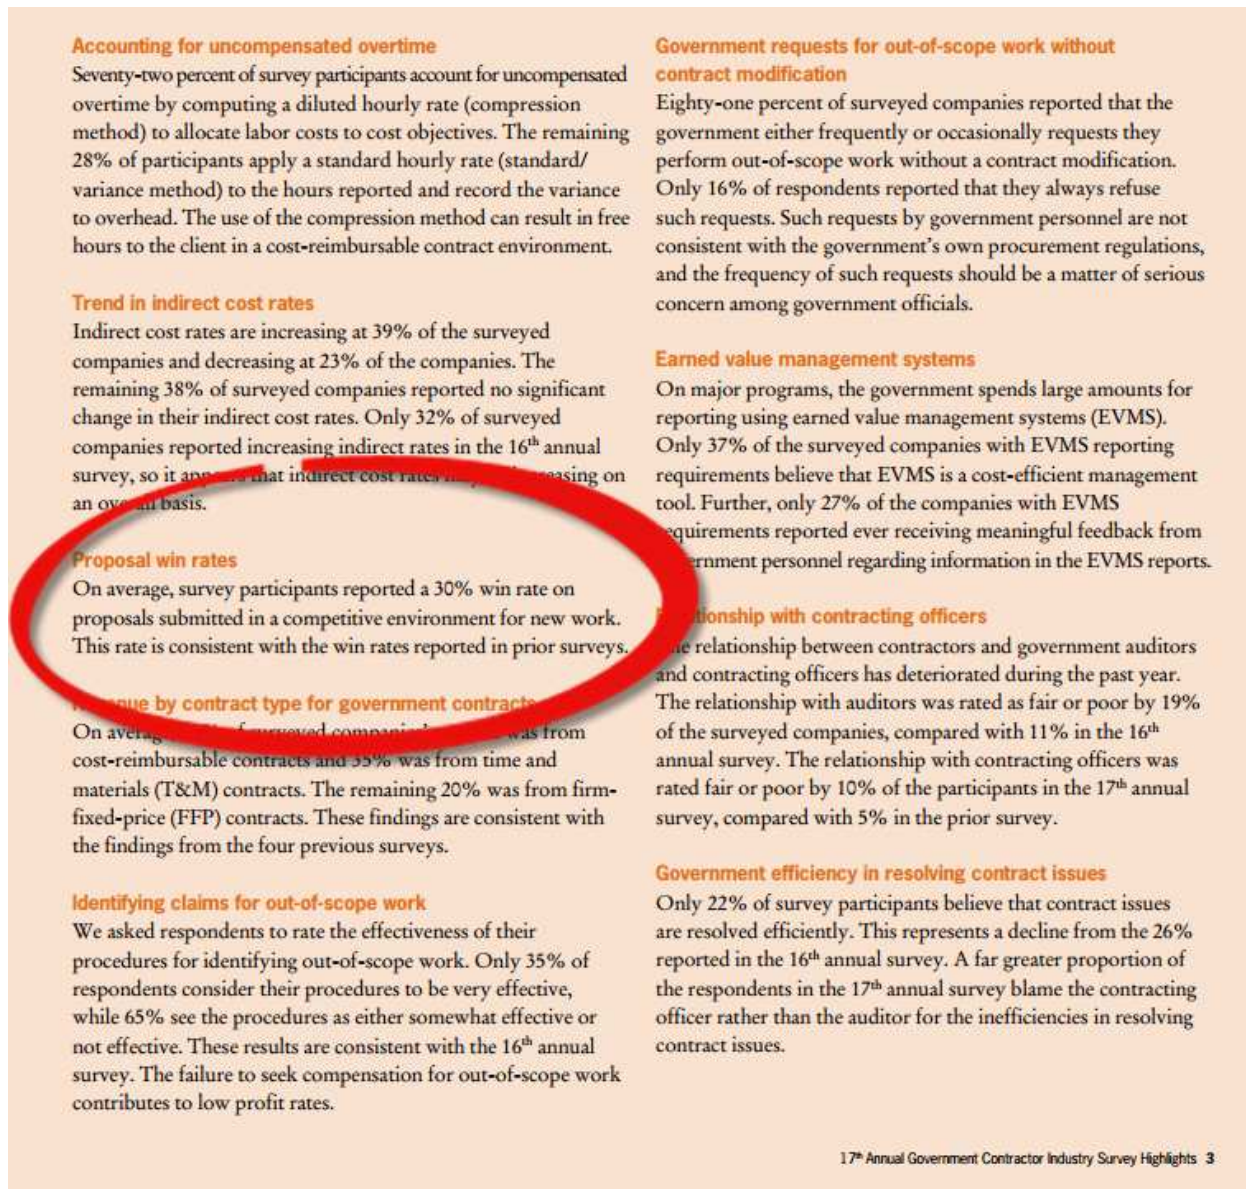 Accounting for uncompensated overtime
Seventy-two percent of survey participants account for uncompensated
overtime by computing a diluted hourly rate (compression
method) to allocate labor costs to cost objectives. The remaining
28% of participants apply a standard hourly rate (standard/
variance method) to the hours reported and record the variance
to overhead. The use of the compression method can result in free
hours to the client in a cost-reimbursable contract environment.
Trend in indirect cost rates
Indirect cost rates are increasing at 39% of the surveyed
companies and decreasing at 23% of the companies. The
remaining 38% of surveyed companies reported no significant
change in their indirect cost rates. Only 32% of surveyed
companies reported increasing indirect rates in the 16th annual
survey, so it that indirect cost rates on
an basis.
Proposal win rates
On average, survey participants reported a 30% win rate on
proposals submitted in a competitive environment for new work.
This rate is consistent with the win rates reported in prior surveys.
by contract type for government contracts
On of surveyed was from
cost-reimbursable contracts and 35% was from time and
materials (T&M) contracts. The remaining 20% was from firm-
fixed-price (FFP) contracts. These findings are consistent with
the findings from the four previous surveys.
Identifying claims for out-of-scope work
We asked respondents to rate the effectiveness of their
procedures for identifying out-of-scope work. Only 35% of
respondents consider their procedures to be very effective,
while 65% see the procedures as either somewhat effective or
not effective. These results are consistent with the 16th annual
survey. The failure to seek compensation for out-of-scope work
contributes to low profit rates.
Government requests for out-of-scope work without
contract modification
Eighty-one percent of surveyed companies reported that the
government either frequently or occasionally requests they
perform out-of-scope work without a contract modification.
Only 16% of respondents reported that they always refuse
such requests. Such requests by government personnel are not
consistent with the government's own procurement regulations,
and the frequency of such requests should be a matter of serious
concern among government officials.
Earned value management systems
On major programs, the government spends large amounts for
reporting using earned value management systems (EVMS).
Only 37% of the surveyed companies with EVMS reporting
requirements believe that EVMS is a cost-efficient management
tool. Further, only 27% of the companies with EVMS
requirements reported ever receiving meaningful feedback from
personnel regarding information in the EVMS reports.
with contracting officers
relationship between contractors and government auditors
and contracting officers has deteriorated during the past year.
The relationship with auditors was rated as fair or poor by 19%
of the surveyed companies, compared with 11% in the 16th
annual survey. The relationship with contracting officers was
rated fair or poor by 10% of the participants in the 17th annual
survey, compared with 5% in the prior survey.
Government efficiency in resolving contract issues
Only 22% of survey participants believe that contract issues
are resolved efficiently. This represents a decline from the 26%
reported in the 16th annual survey. A far greater proportion of
the respondents in the 17th annual survey blame the contracting
officer rather than the auditor for the inefficiencies in resolving
contract issues.
17th Annual Government Contractor Industry Survey Highlights 3